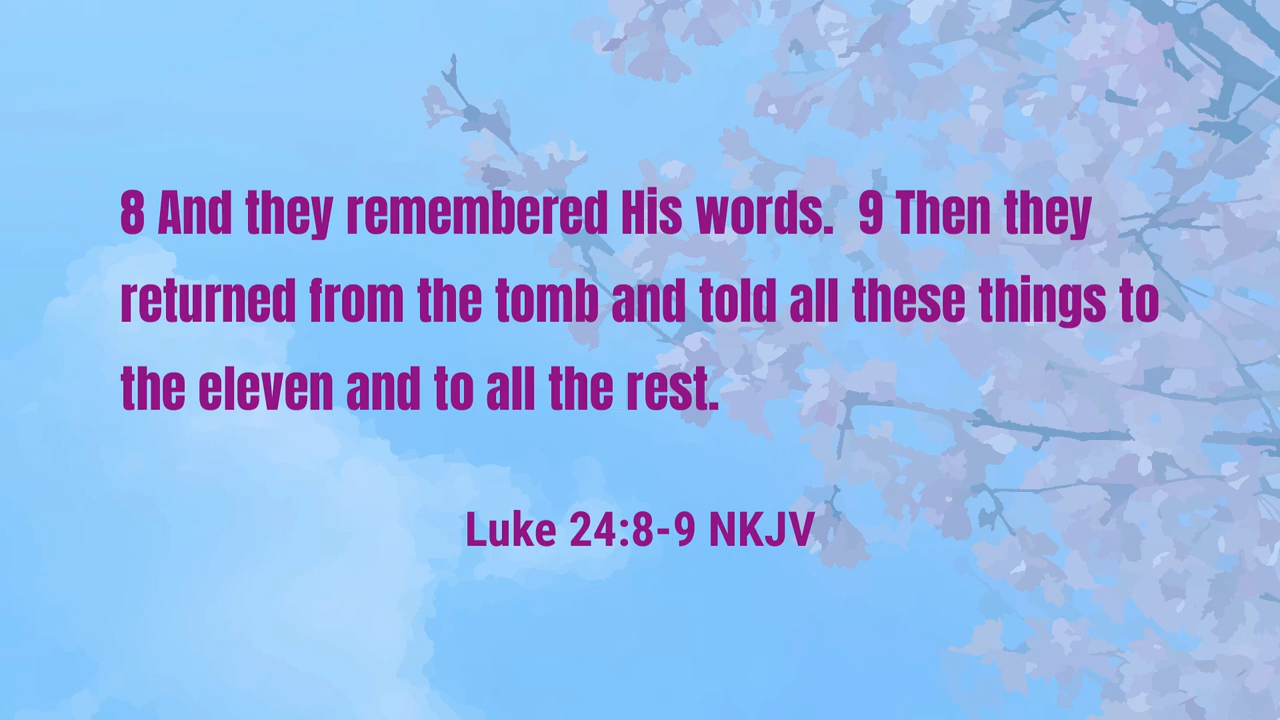 8 And they remembered His words.  9 Then they
returned from the tomb and told all these things to
the eleven and to all the rest.
Luke 24:8-9 NKJV